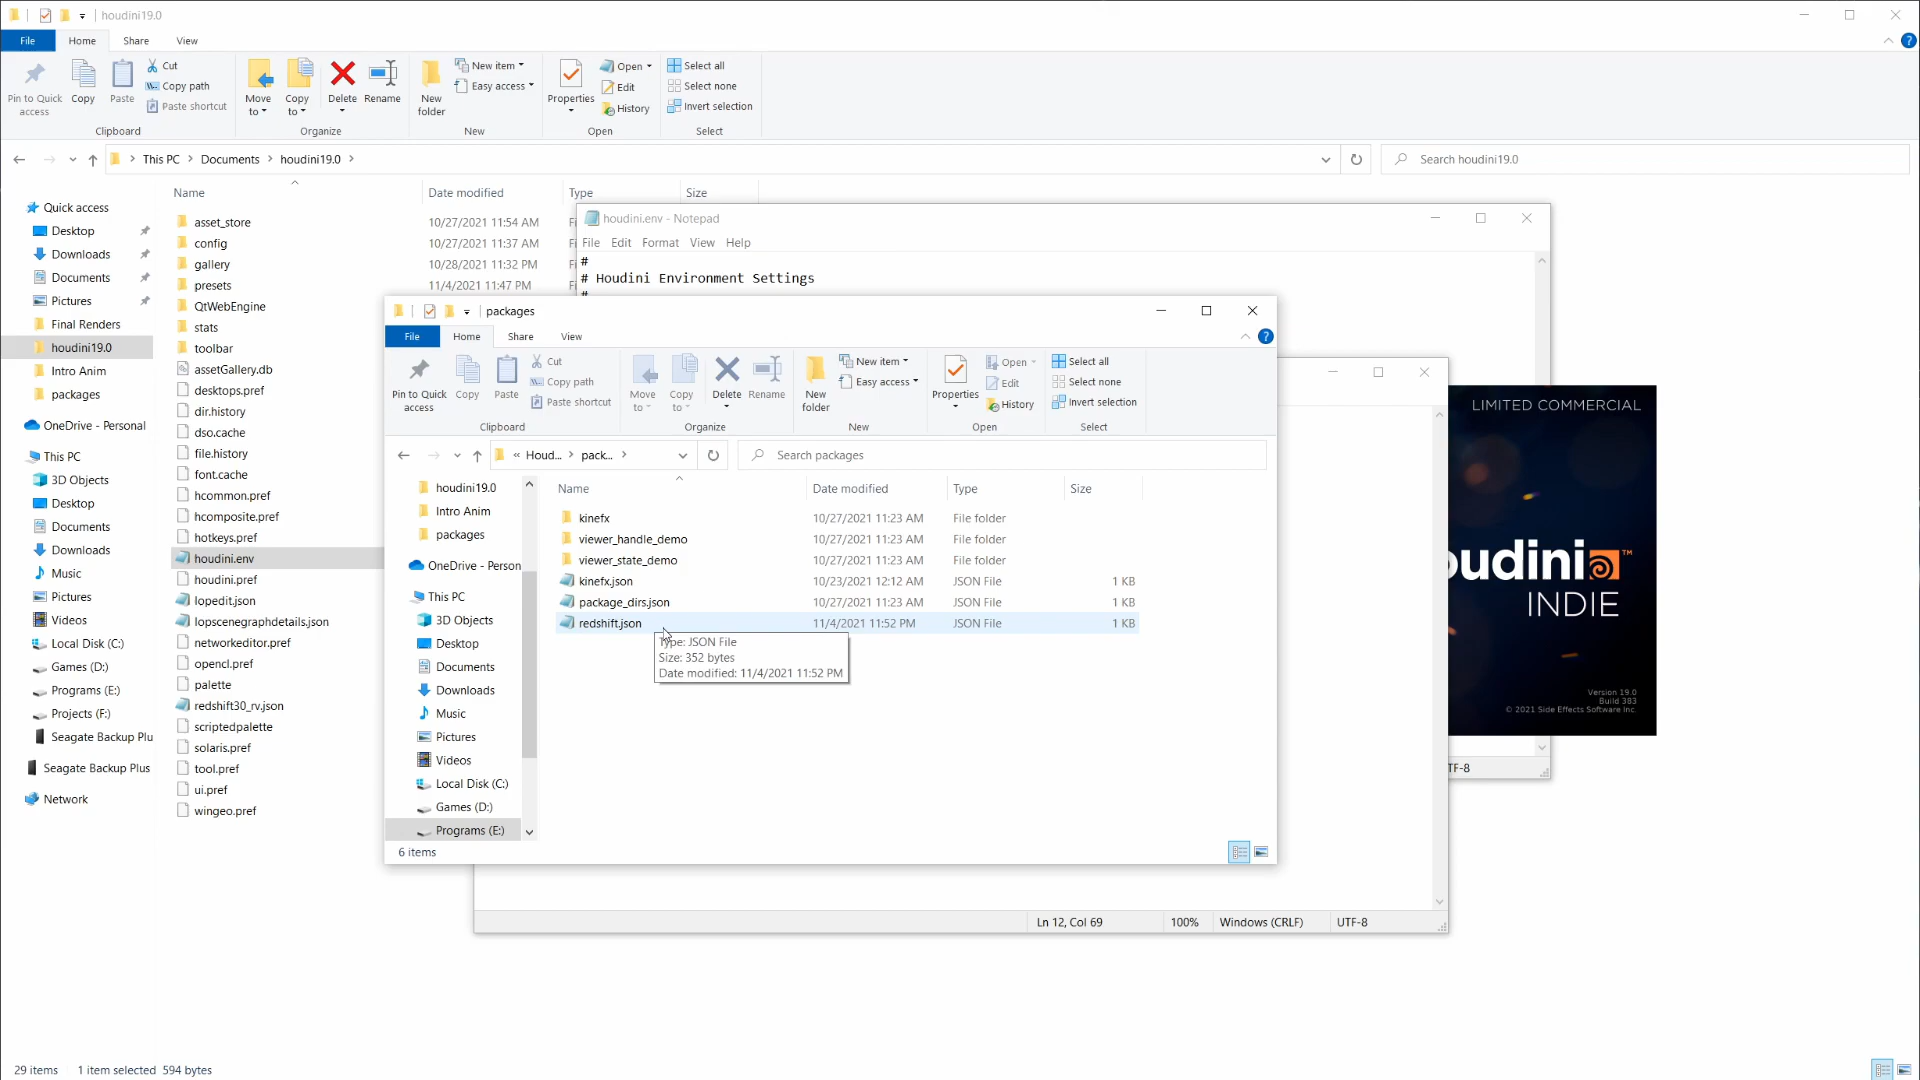 houdini19.0
File Home Share View
Pin to Quick access
Copy
Paste
Cut
Copy path
Paste shortcut
Clipboard
Move to
Copy to
Delete
Rename
Organize
New folder
New item
Easy access
New
Properties
Open
Edit
History
Open
Select all
Select none
Invert selection
Select
This PC > Documents > houdini19.0 >
Search houdini19.0
Name Date modified Type Size
Quick access
Desktop
Downloads
Documents
Pictures
Final Renders
houdini19.0
Intro Anim
packages
OneDrive - Personal
This PC
3D Objects
Desktop
Documents
Downloads
Music
Pictures
Videos
Local Disk (C:)
Games (D:)
Programs (E:)
Projects (F:)
Seagate Backup Plu
Seagate Backup Plus
Network
asset_store 10/27/2021 11:54 AM Fi
config 10/27/2021 11:37 AM Fi
gallery 10/28/2021 11:32 PM Fi
presets 11/4/2021 11:47 PM Fi
QtWebEngine
stats
toolbar
assetGallery.db
desktops.pref
dir.history
dso.cache
file.history
font.cache
hcommon.pref
hcomposite.pref
hotkeys.pref
houdini.env
houdini.pref
lopedit.json
lopscenegraphdetails.json
networkeditor.pref
opencl.pref
palette
redshift30_rv.json
scriptedpalette
solaris.pref
tool.pref
ui.pref
wingeo.pref
houdini.env - Notepad
File Edit Format View Help
#
# Houdini Environment Settings
#
packages
File Home Share View
Pin to Quick access
Copy
Paste
Cut
Copy path
Paste shortcut
Clipboard
Move to
Copy to
Delete
Rename
Organize
New folder
New item
Easy access
New
Properties
Open
Edit
History
Open
Select all
Select none
Invert selection
Select
« Houd... > pack... >
Search packages
Name Date modified Type Size
houdini19.0
Intro Anim
packages
OneDrive - Person
This PC
3D Objects
Desktop
Documents
Downloads
Music
Pictures
Videos
Local Disk (C:)
Games (D:)
Programs (E:)
kinefx 10/27/2021 11:23 AM File folder
viewer_handle_demo 10/27/2021 11:23 AM File folder
viewer_state_demo 10/27/2021 11:23 AM File folder
kinefx.json 10/23/2021 12:12 AM JSON File 1 KB
package_dirs.json 10/27/2021 11:23 AM JSON File 1 KB
redshift.json 11/4/2021 11:52 PM JSON File 1 KB
Type: JSON File
Size: 352 bytes
Date modified: 11/4/2021 11:52 PM
6 items
LIMITED COMMERCIAL
oudini™
INDIE
Version 19.0
Build 383
© 2021 Side Effects Software Inc.
TF-8
Ln 12, Col 69 100% Windows (CRLF) UTF-8
29 items 1 item selected 594 bytes